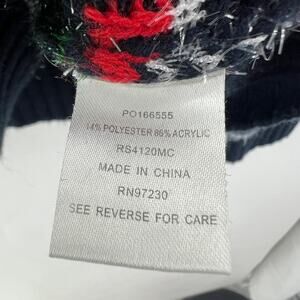 PO166555
14% POLYESTER 86% ACRYLIC
RS4120MC
MADE IN CHINA
RN97230
SEE REVERSE FOR CARE